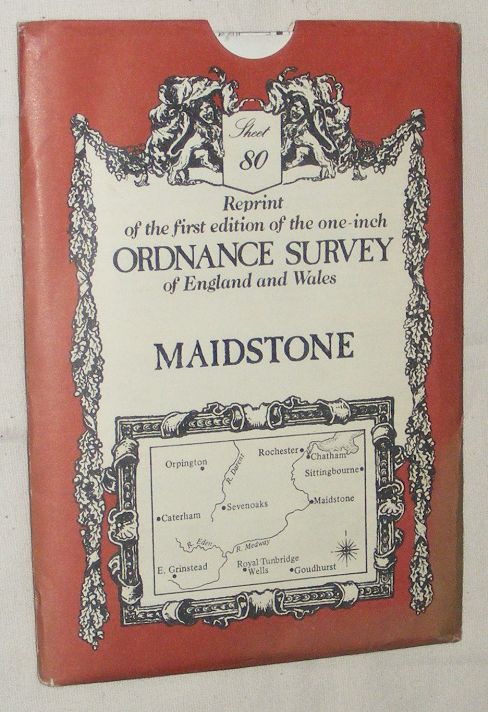 Sheet
80
Reprint
of the first edition of the one-inch
ORDNANCE SURVEY
of England and Wales
MAIDSTONE
Orpington
R. Darent
Rochester
Chatham
Sittingbourne
Caterham
Sevenoaks
Maidstone
R. Eden
R. Medway
E. Grinstead
Royal Tunbridge
Wells
Goudhurst